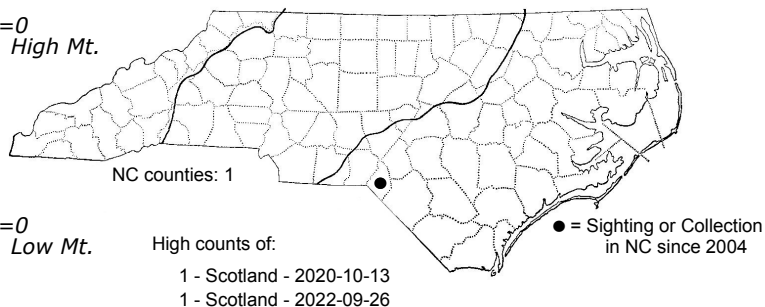 =0
High Mt.
NC counties: 1
=0
Low Mt.
High counts of:
1 - Scotland - 2020-10-13
1 - Scotland - 2022-09-26
● = Sighting or Collection
in NC since 2004